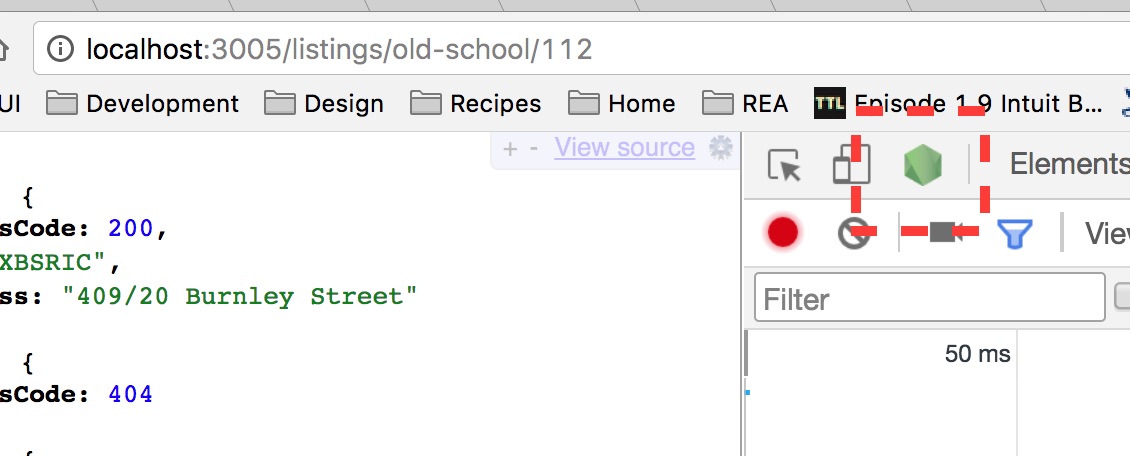 localhost:3005/listings/old-school/112
UI Development Design Recipes Home REA TTL Episode 1.9 Intuit B...
+ - View source
Elements
{
sCode: 200,
XBSRIC",
ss: "409/20 Burnley Street"
{
sCode: 404
{
View
Filter
50 ms